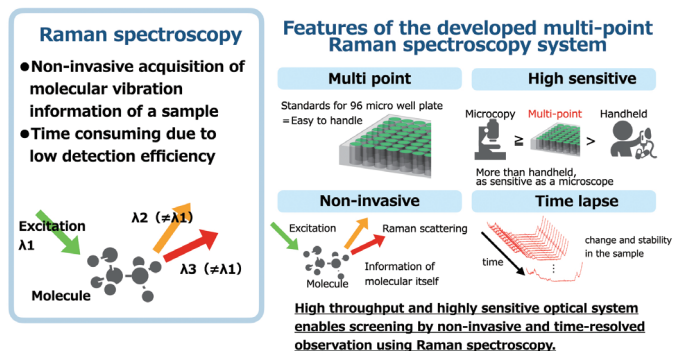 Raman spectroscopy
●Non-invasive acquisition of
molecular vibration
information of a sample
●Time consuming due to
low detection efficiency
Excitation
λ1
λ2 (≠λ1)
λ3 (≠λ1)
Molecule
Features of the developed multi-point
Raman spectroscopy system
Multi point
Standards for 96 micro well plate
=Easy to handle
High sensitive
Microcopy Multi-point Handheld
≥ >
More than handheld,
as sensitive as a microscope
Non-invasive
Excitation
Raman scattering
Molecule
Information of
molecular itself
Time lapse
time
change and stability
in the sample
⋮
High throughput and highly sensitive optical system
enables screening by non-invasive and time-resolved
observation using Raman spectroscopy.